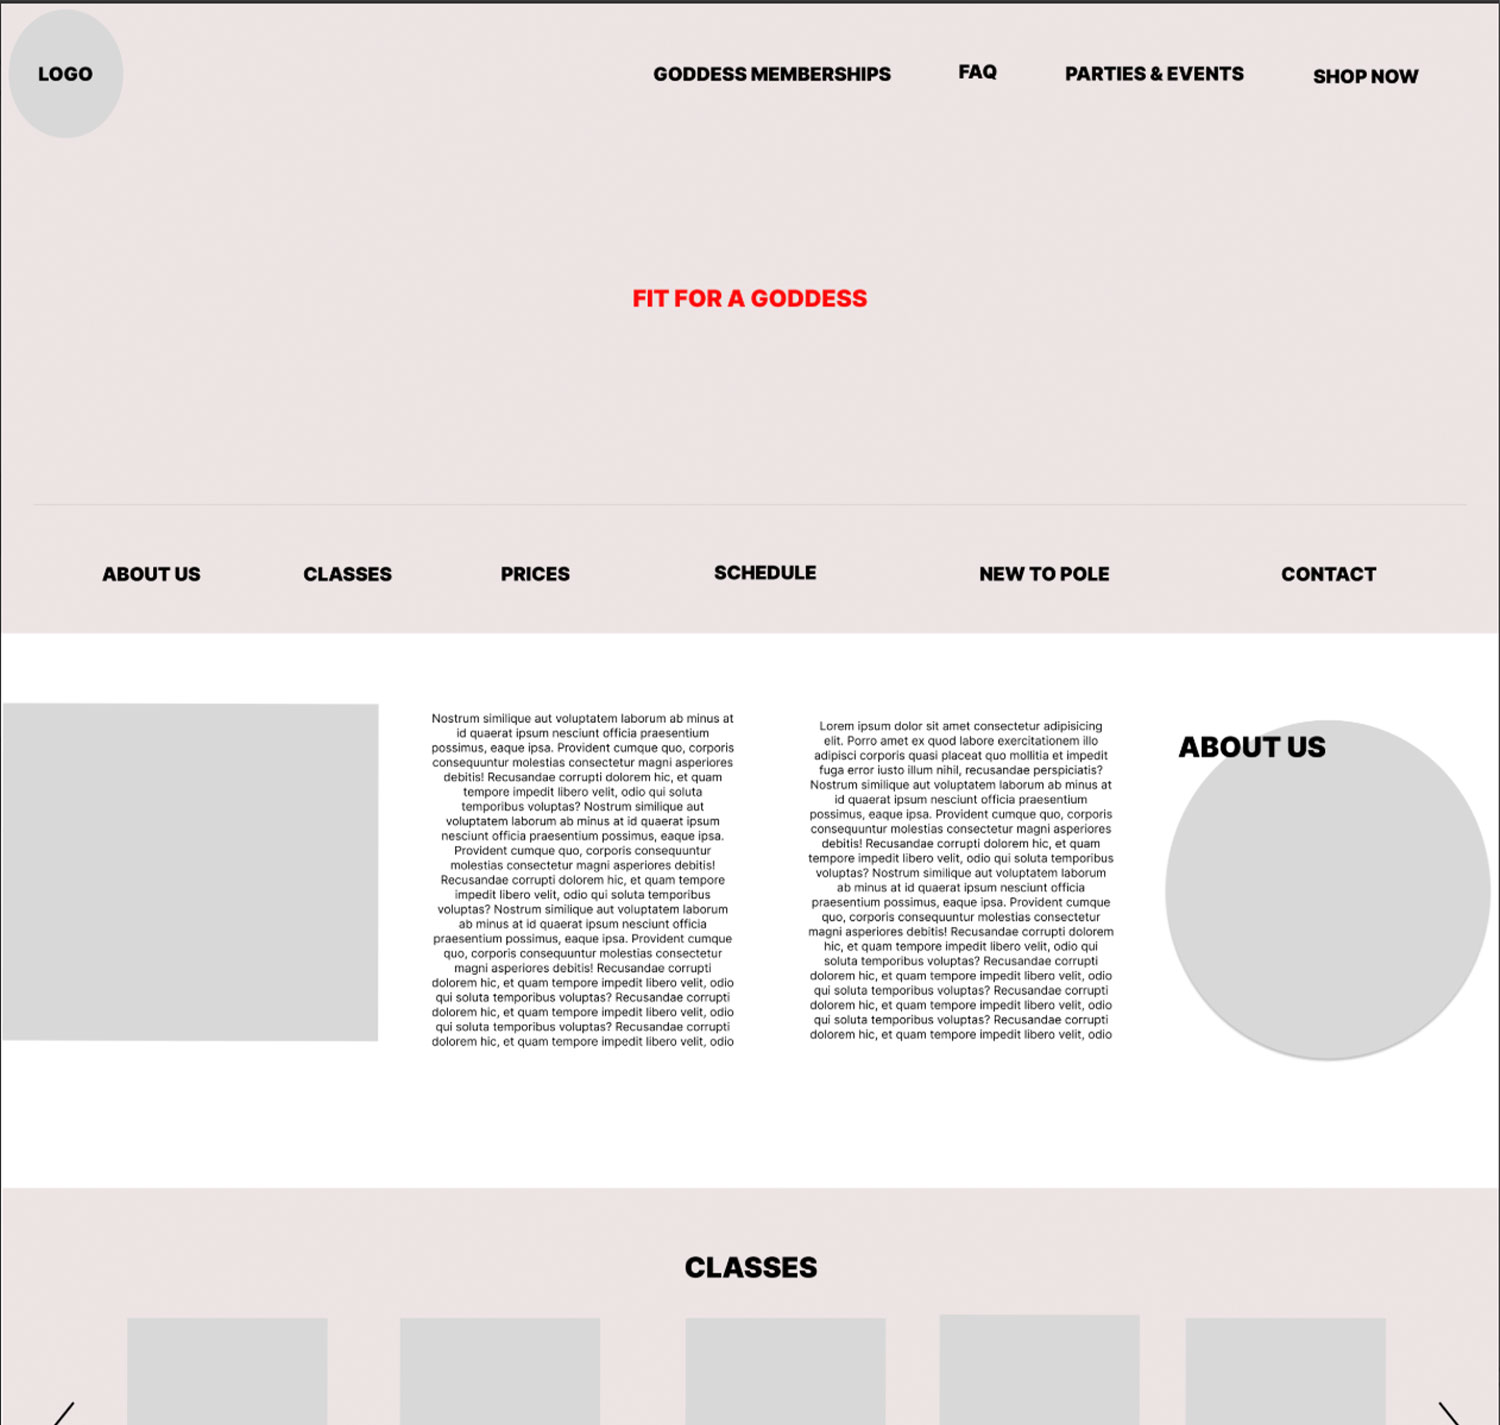 LOGO
GODDESS MEMBERSHIPS
FAQ
PARTIES & EVENTS
SHOP NOW
FIT FOR A GODDESS
ABOUT US
CLASSES
PRICES
SCHEDULE
NEW TO POLE
CONTACT
Nostrum similique aut voluptatem laborum ab minus at
id quaerat ipsum nesciunt officia praesentium
possimus, eaque ipsa. Provident cumque quo, corporis
consequuntur molestias consectetur magni asperiores
debitis! Recusandae corrupti dolorem hic, et quam
tempore impedit libero velit, odio qui soluta
temporibus voluptas? Nostrum similique aut
voluptatem laborum ab minus at id quaerat ipsum
nesciunt officia praesentium possimus, eaque ipsa.
Provident cumque quo, corporis consequuntur
molestias consectetur magni asperiores debitis!
Recusandae corrupti dolorem hic, et quam tempore
impedit libero velit, odio qui soluta temporibus
voluptas? Nostrum similique aut voluptatem laborum
ab minus at id quaerat ipsum nesciunt officia
praesentium possimus, eaque ipsa. Provident cumque
quo, corporis consequuntur molestias consectetur
magni asperiores debitis! Recusandae corrupti
dolorem hic, et quam tempore impedit libero velit, odio
qui soluta temporibus voluptas? Recusandae corrupti
dolorem hic, et quam tempore impedit libero velit, odio
qui soluta temporibus voluptas? Recusandae corrupti
dolorem hic, et quam tempore impedit libero velit, odio
Lorem ipsum dolor sit amet consectetur adipisicing
elit. Porro amet ex quod labore exercitationem illo
adipisci corporis quasi placeat quo mollitia et impedit
fuga error iusto illum nihil, recusandae perspiciatis?
Nostrum similique aut voluptatem laborum ab minus at
id quaerat ipsum nesciunt officia praesentium
possimus, eaque ipsa. Provident cumque quo, corporis
consequuntur molestias consectetur magni asperiores
debitis! Recusandae corrupti dolorem hic, et quam
tempore impedit libero velit, odio qui soluta temporibus
voluptas? Nostrum similique aut voluptatem laborum
ab minus at id quaerat ipsum nesciunt officia
praesentium possimus, eaque ipsa. Provident cumque
quo, corporis consequuntur molestias consectetur
magni asperiores debitis! Recusandae corrupti dolorem
hic, et quam tempore impedit libero velit, odio qui
soluta temporibus voluptas? Recusandae corrupti
dolorem hic, et quam tempore impedit libero velit, odio
qui soluta temporibus voluptas? Recusandae corrupti
dolorem hic, et quam tempore impedit libero velit, odio
qui soluta temporibus voluptas? Recusandae corrupti
dolorem hic, et quam tempore impedit libero velit, odio
ABOUT US
CLASSES